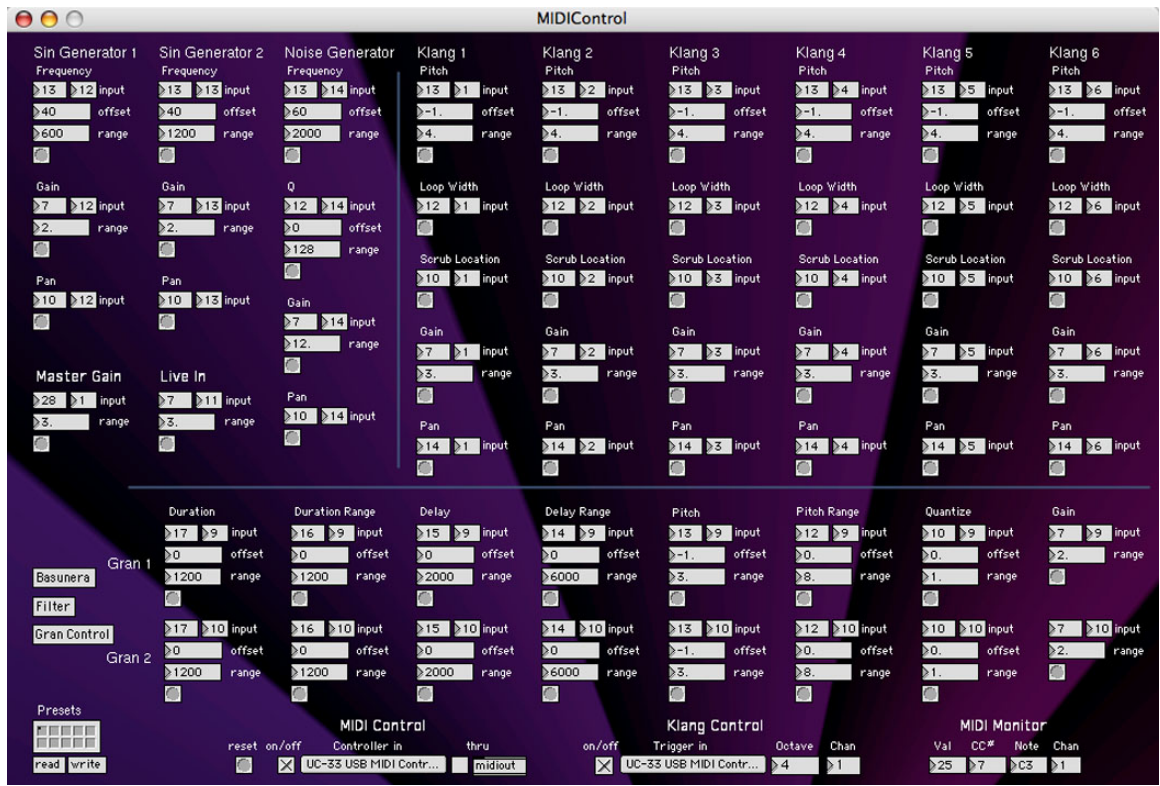 MIDIControl
Sin Generator 1 Sin Generator 2 Noise Generator Klang 1 Klang 2 Klang 3 Klang 4 Klang 5 Klang 6
Frequency Frequency Frequency Pitch Pitch Pitch Pitch Pitch Pitch
13 12 input 13 13 input 13 14 input 13 1 input 13 2 input 13 3 input 13 4 input 13 5 input 13 6 input
40 offset 40 offset 60 offset -1. offset -1. offset -1. offset -1. offset -1. offset -1. offset
600 range 1200 range 2000 range 4. range 4. range 4. range 4. range 4. range 4. range
Gain Gain Q Loop Width Loop Width Loop Width Loop Width Loop Width Loop Width
7 12 input 7 13 input 12 14 input 12 1 input 12 2 input 12 3 input 12 4 input 12 5 input 12 6 input
2. range 2. range 0 offset
128 range
Scrub Location Scrub Location Scrub Location Scrub Location Scrub Location Scrub Location
Pan Pan 10 1 input 10 2 input 10 3 input 10 4 input 10 5 input 10 6 input
10 12 input 10 13 input Gain
7 14 input
Gain Gain Gain Gain Gain Gain
12. range 7 1 input 7 2 input 7 3 input 7 4 input 7 5 input 7 6 input
Master Gain Live In 3. range 3. range 3. range 3. range 3. range 3. range
28 1 input 7 11 input Pan
3. range 3. range 10 14 input
Pan Pan Pan Pan Pan Pan
14 1 input 14 2 input 14 3 input 14 4 input 14 5 input 14 6 input
Duration Duration Range Delay Delay Range Pitch Pitch Range Quantize Gain
17 9 input 16 9 input 15 9 input 14 9 input 13 9 input 12 9 input 10 9 input 7 9 input
Gran 1 0 offset 0 offset 0 offset 0 offset -1. offset 0. offset 0. offset 2. range
Basunera 1200 range 1200 range 2000 range 6000 range 3. range 8. range 1. range
Filter
Gran Control 17 10 input 16 10 input 15 10 input 14 10 input 13 10 input 12 10 input 10 10 input 7 10 input
Gran 2 0 offset 0 offset 0 offset 0 offset -1. offset 0. offset 0. offset 2. range
1200 range 1200 range 2000 range 6000 range 3. range 8. range 1. range
Presets
MIDI Control Klang Control MIDI Monitor
reset on/off Controller in thru on/off Trigger in Octave Chan Val CC# Note Chan
read write UC-33 USB MIDI Contr... midiout UC-33 USB MIDI Contr... 4 1 25 7 C3 1